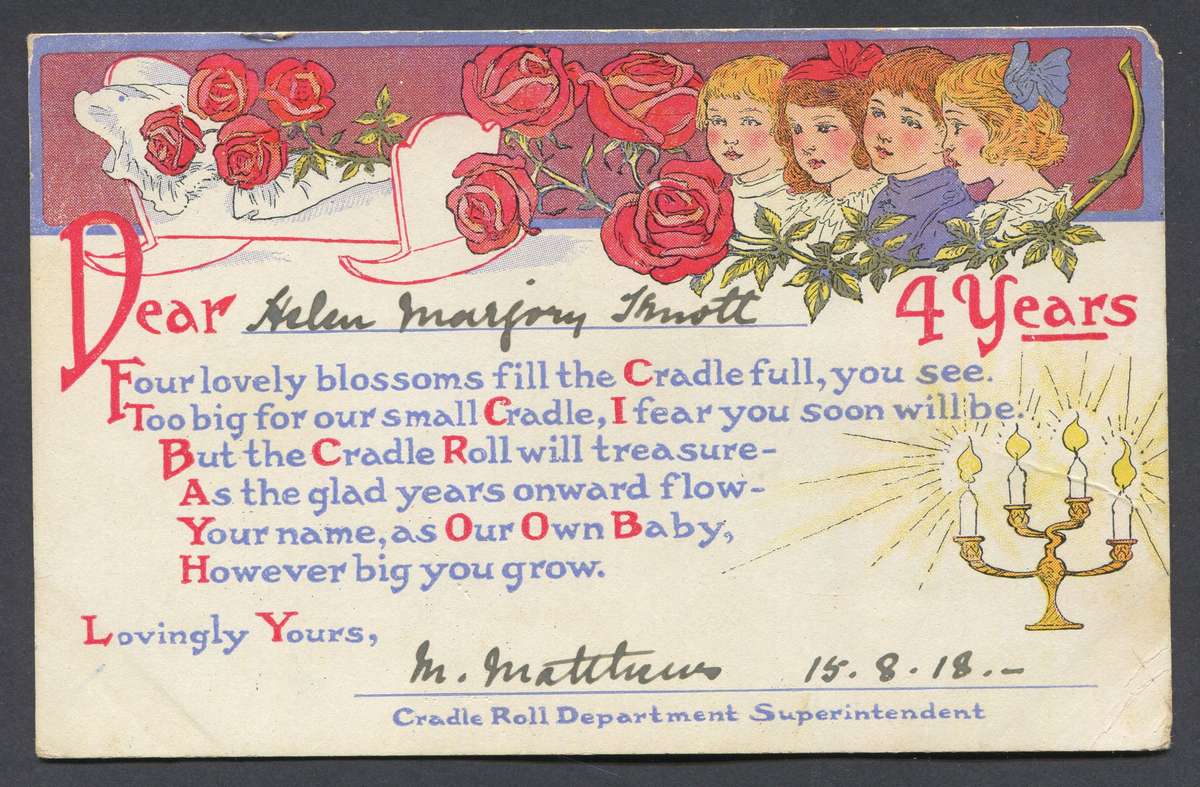 Dear Helen Marjory Knott 4 Years
Four lovely blossoms fill the Cradle full, you see.
Too big for our small Cradle, I fear you soon will be.
But the Cradle Roll will treasure-
As the glad years onward flow-
Your name, as Our Own Baby,
However big you grow.
Lovingly Yours,
M. Matthews 15.8.18.-
Cradle Roll Department Superintendent